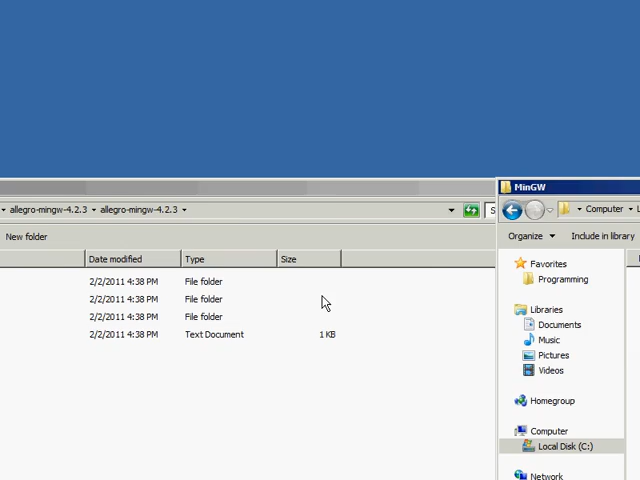 allegro-mingw-4.2.3 allegro-mingw-4.2.3
New folder
Date modified Type Size
2/2/2011 4:38 PM File folder
2/2/2011 4:38 PM File folder
2/2/2011 4:38 PM File folder
2/2/2011 4:38 PM Text Document 1 KB
MinGW
Computer
Organize Include in library
Favorites
Programming
Libraries
Documents
Music
Pictures
Videos
Homegroup
Computer
Local Disk (C:)
Network